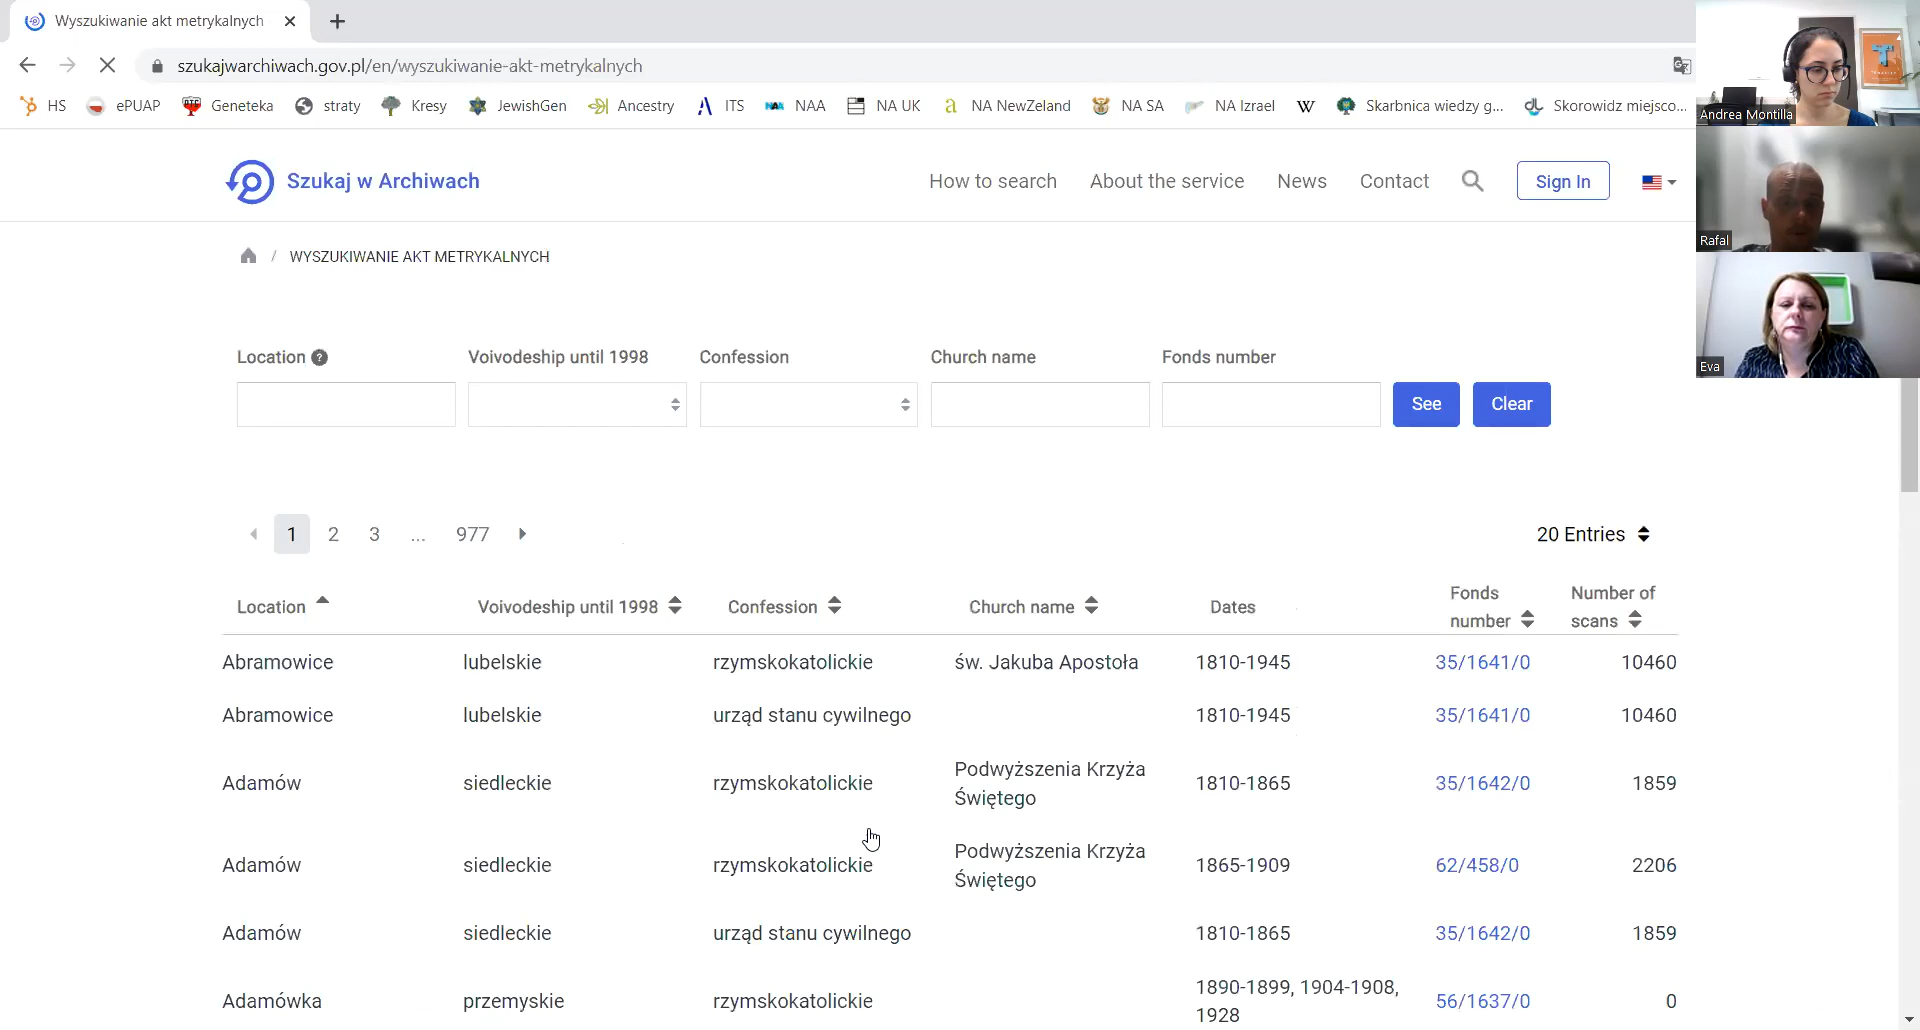 Wyszukiwanie akt metrykalnych
szukajwarchiwach.gov.pl/en/wyszukiwanie-akt-metrykalnych
HS ePUAP Geneteka straty Kresy JewishGen Ancestry ITS NAA NA UK NA NewZeland NA SA NA Izrael W Skarbnica wiedzy g... Skorowidz miejsco...
Andrea Montilla
Szukaj w Archiwach How to search About the service News Contact Sign In
Rafal
WYSZUKIWANIE AKT METRYKALNYCH
Eva
Location Voivodeship until 1998 Confession Church name Fonds number
See Clear
1 2 3 ... 977 20 Entries
Location Voivodeship until 1998 Confession Church name Dates Fonds number Number of scans
Abramowice lubelskie rzymskokatolickie św. Jakuba Apostoła 1810-1945 35/1641/0 10460
Abramowice lubelskie urząd stanu cywilnego 1810-1945 35/1641/0 10460
Adamów siedleckie rzymskokatolickie Podwyższenia Krzyża Świętego 1810-1865 35/1642/0 1859
Adamów siedleckie rzymskokatolickie Podwyższenia Krzyża Świętego 1865-1909 62/458/0 2206
Adamów siedleckie urząd stanu cywilnego 1810-1865 35/1642/0 1859
Adamówka przemyskie rzymskokatolickie 1890-1899, 1904-1908, 1928 56/1637/0 0